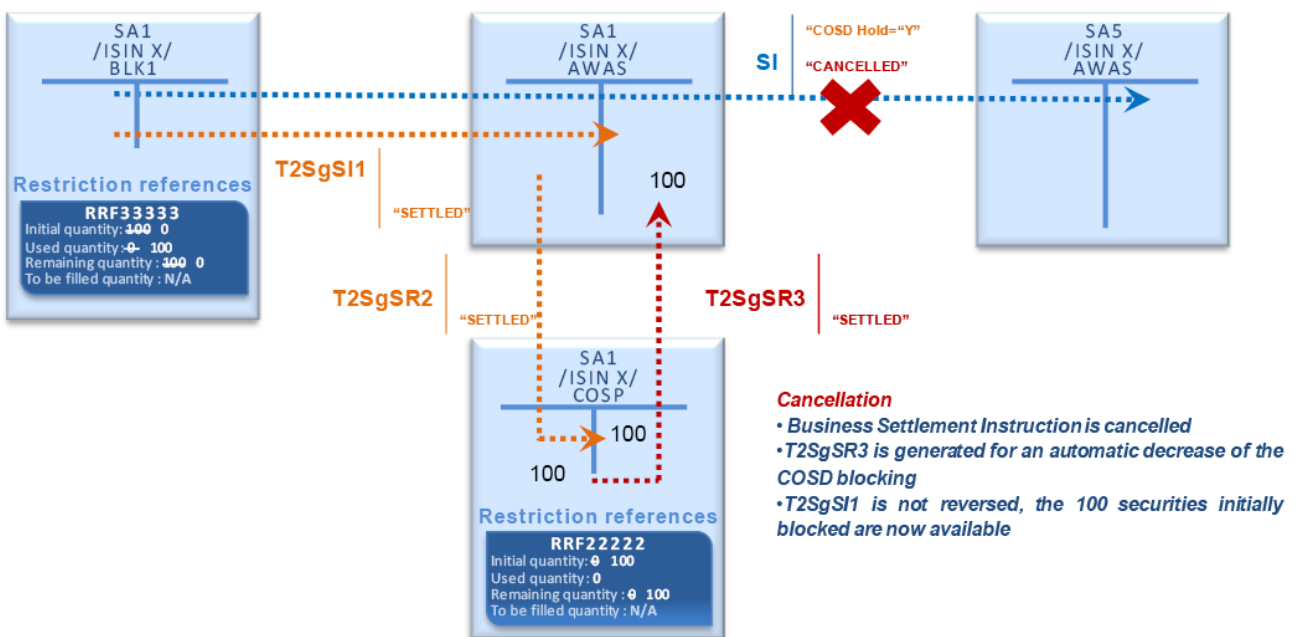 SA1
/ISIN X/
BLK1
SA1
/ISIN X/
AWAS
SI
“COSD Hold=“Y”
“CANCELLED”
SA5
/ISIN X/
AWAS
T2SgSI1
“SETTLED”
100
Restriction references
RRF33333
Initial quantity: 100 0
Used quantity: 0 100
Remaining quantity : 100 0
To be filled quantity : N/A
T2SgSR2
“SETTLED”
T2SgSR3
“SETTLED”
SA1
/ISIN X/
COSP
100
100
Restriction references
RRF22222
Initial quantity: 0 100
Used quantity: 0
Remaining quantity : 0 100
To be filled quantity : N/A
Cancellation
• Business Settlement Instruction is cancelled
•T2SgSR3 is generated for an automatic decrease of the
COSD blocking
•T2SgSI1 is not reversed, the 100 securities initially
blocked are now available